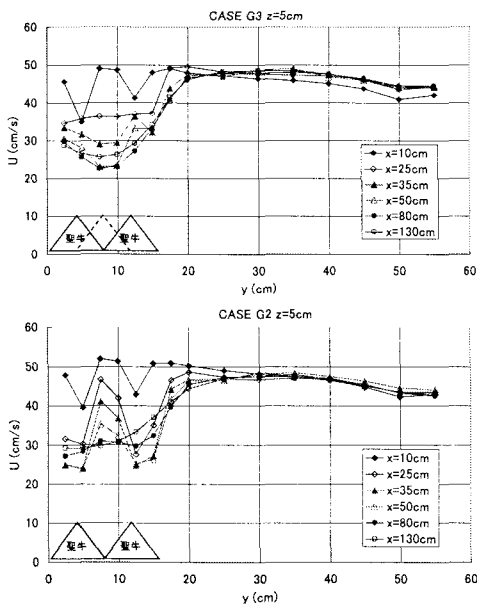 CASE G3 z=5cm
60
50
40
30
20
10
0
U (cm/s)
x=10cm
x=25cm
x=35cm
x=50cm
x=80cm
x=130cm
聖牛
聖牛
0 10 20 30 40 50 60
y (cm)
CASE G2 z=5cm
60
50
40
30
20
10
0
U (cm/s)
x=10cm
x=25cm
x=35cm
x=50cm
x=80cm
x=130cm
聖牛
聖牛
0 10 20 30 40 50 60
y (cm)